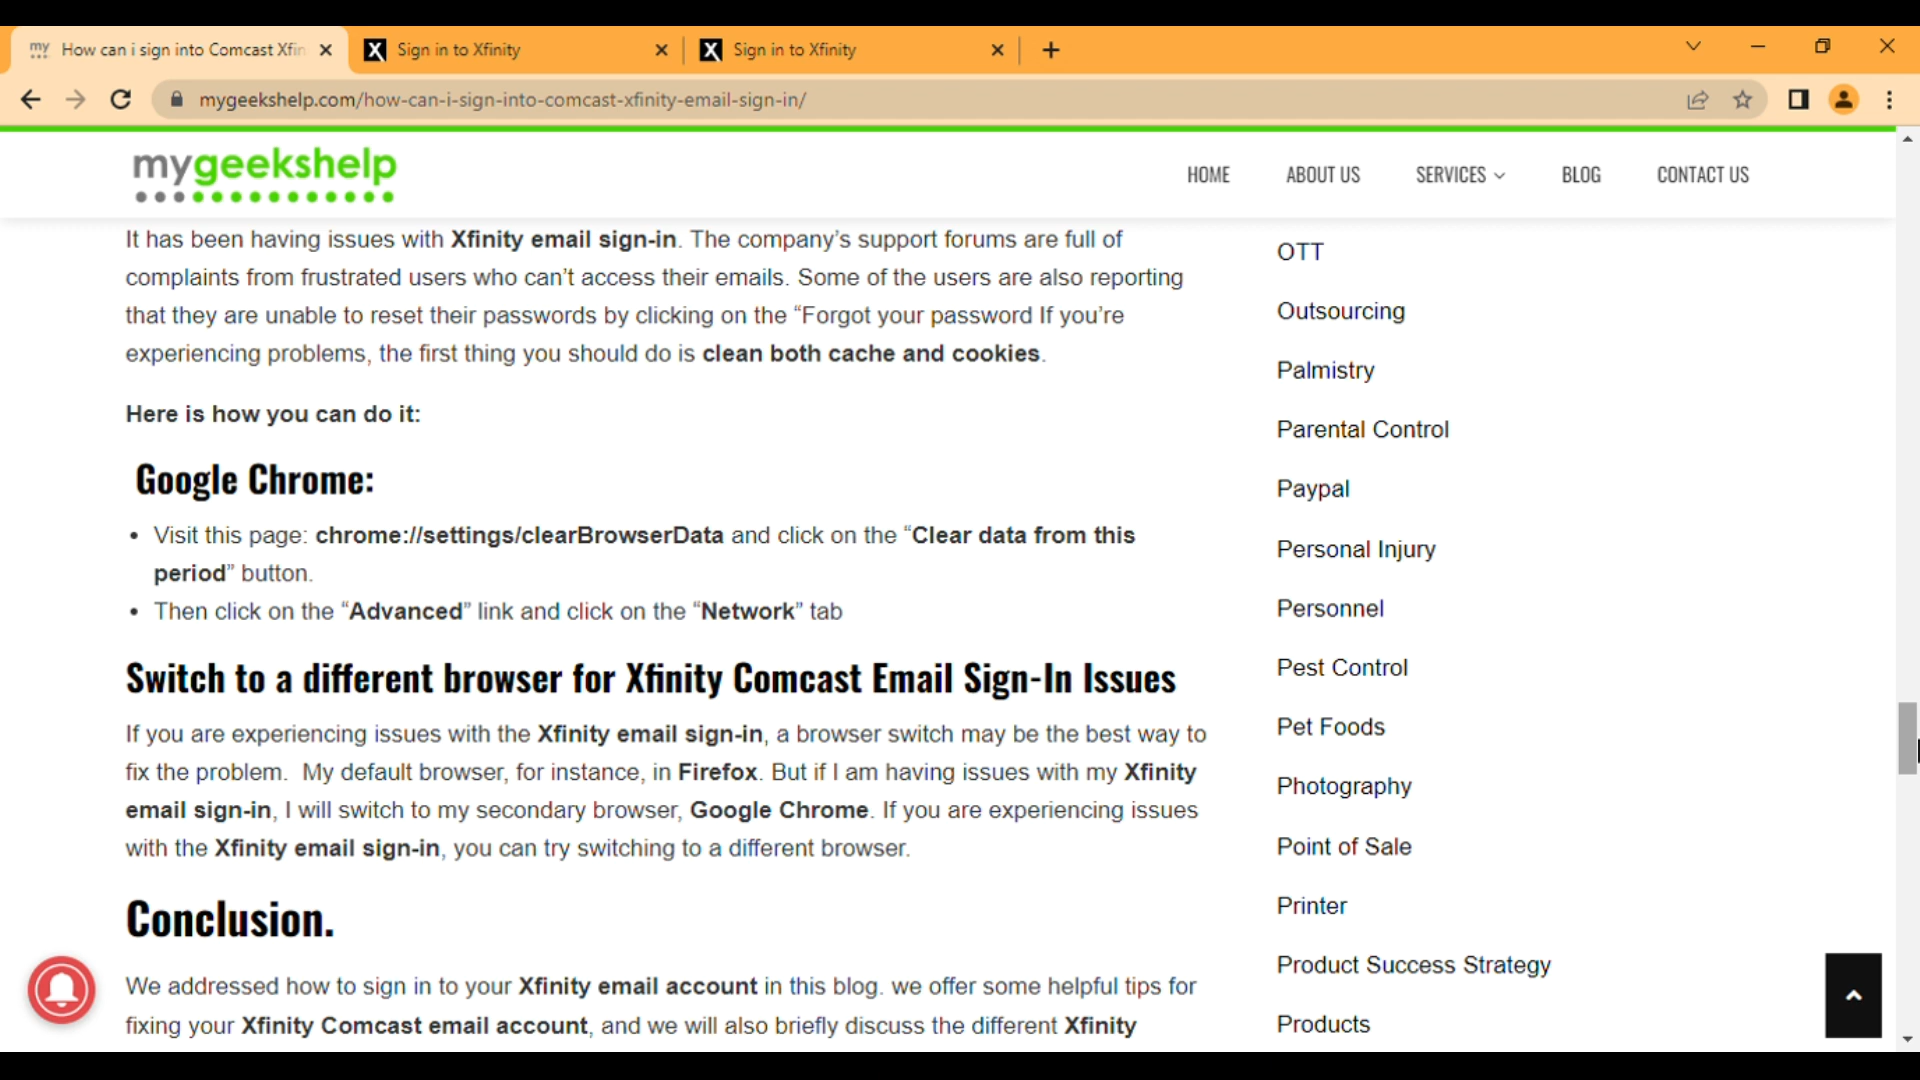 my How can i sign into Comcast Xfin
Sign in to Xfinity
Sign in to Xfinity
mygeekshelp.com/how-can-i-sign-into-comcast-xfinity-email-sign-in/
mygeekshelp
HOME ABOUT US SERVICES BLOG CONTACT US
It has been having issues with Xfinity email sign-in. The company’s support forums are full of
complaints from frustrated users who can’t access their emails. Some of the users are also reporting
that they are unable to reset their passwords by clicking on the “Forgot your password If you’re
experiencing problems, the first thing you should do is clean both cache and cookies.
Here is how you can do it:
Google Chrome:
• Visit this page: chrome://settings/clearBrowserData and click on the “Clear data from this
period” button.
• Then click on the “Advanced” link and click on the “Network” tab
Switch to a different browser for Xfinity Comcast Email Sign-In Issues
If you are experiencing issues with the Xfinity email sign-in, a browser switch may be the best way to
fix the problem. My default browser, for instance, in Firefox. But if I am having issues with my Xfinity
email sign-in, I will switch to my secondary browser, Google Chrome. If you are experiencing issues
with the Xfinity email sign-in, you can try switching to a different browser.
Conclusion.
We addressed how to sign in to your Xfinity email account in this blog. we offer some helpful tips for
fixing your Xfinity Comcast email account, and we will also briefly discuss the different Xfinity
OTT
Outsourcing
Palmistry
Parental Control
Paypal
Personal Injury
Personnel
Pest Control
Pet Foods
Photography
Point of Sale
Printer
Product Success Strategy
Products